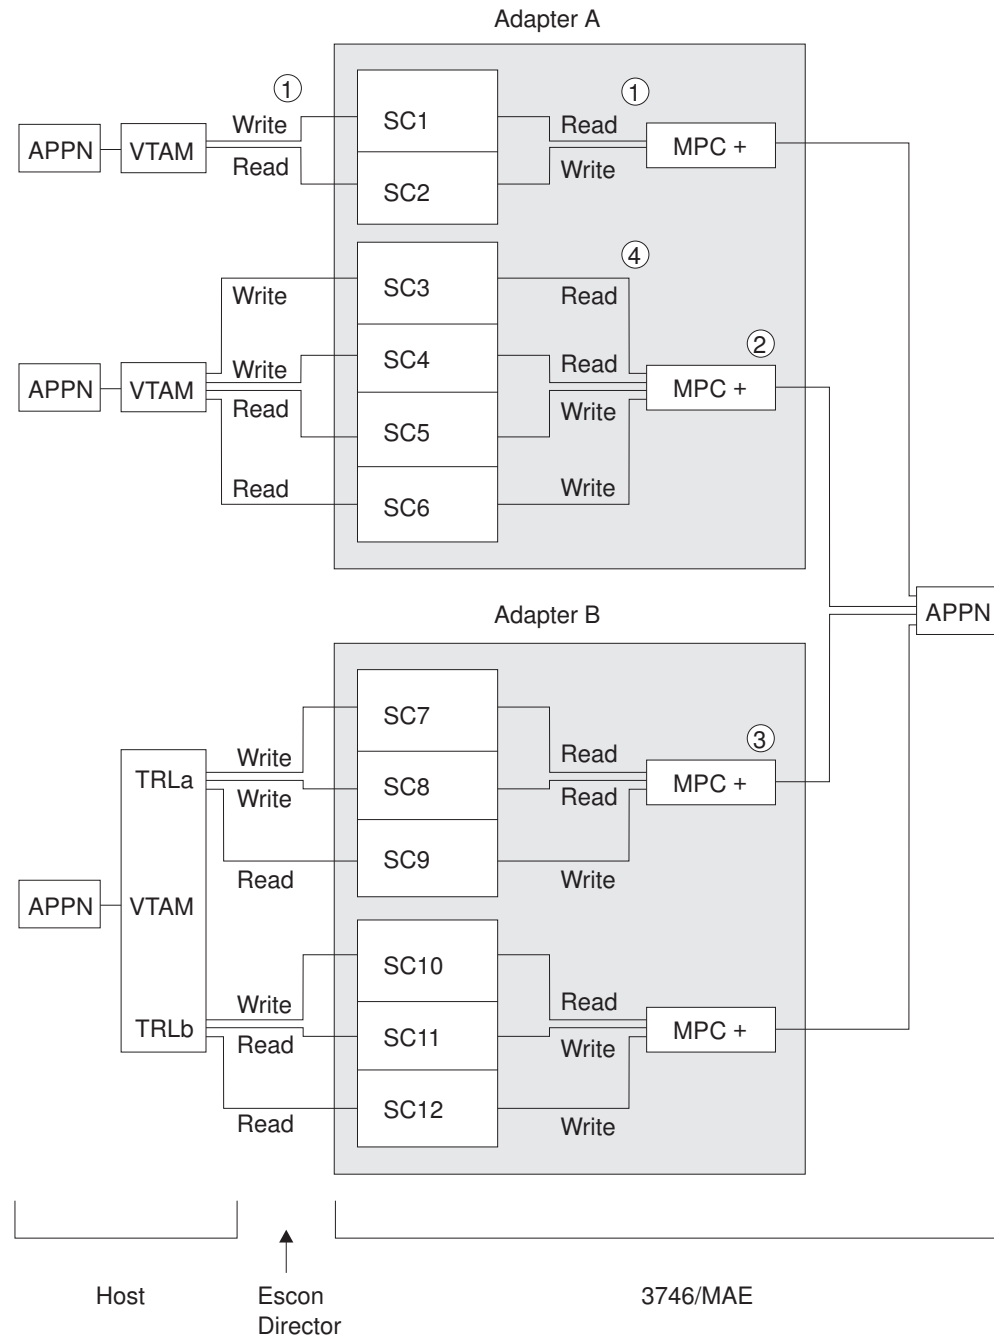 Adapter A
1
1
Write
SC1
Read
APPN
VTAM
MPC +
Read
SC2
Write
4
Write
SC3
Read
2
Write
SC4
Read
APPN
VTAM
MPC +
Read
SC5
Write
Read
SC6
Write
APPN
Adapter B
SC7
3
Write
Read
TRLa
SC8
MPC +
Write
Read
SC9
Read
Write
APPN
VTAM
SC10
Write
Read
TRLb
SC11
MPC +
Read
Write
SC12
Read
Write
Host
Escon
Director
3746/MAE